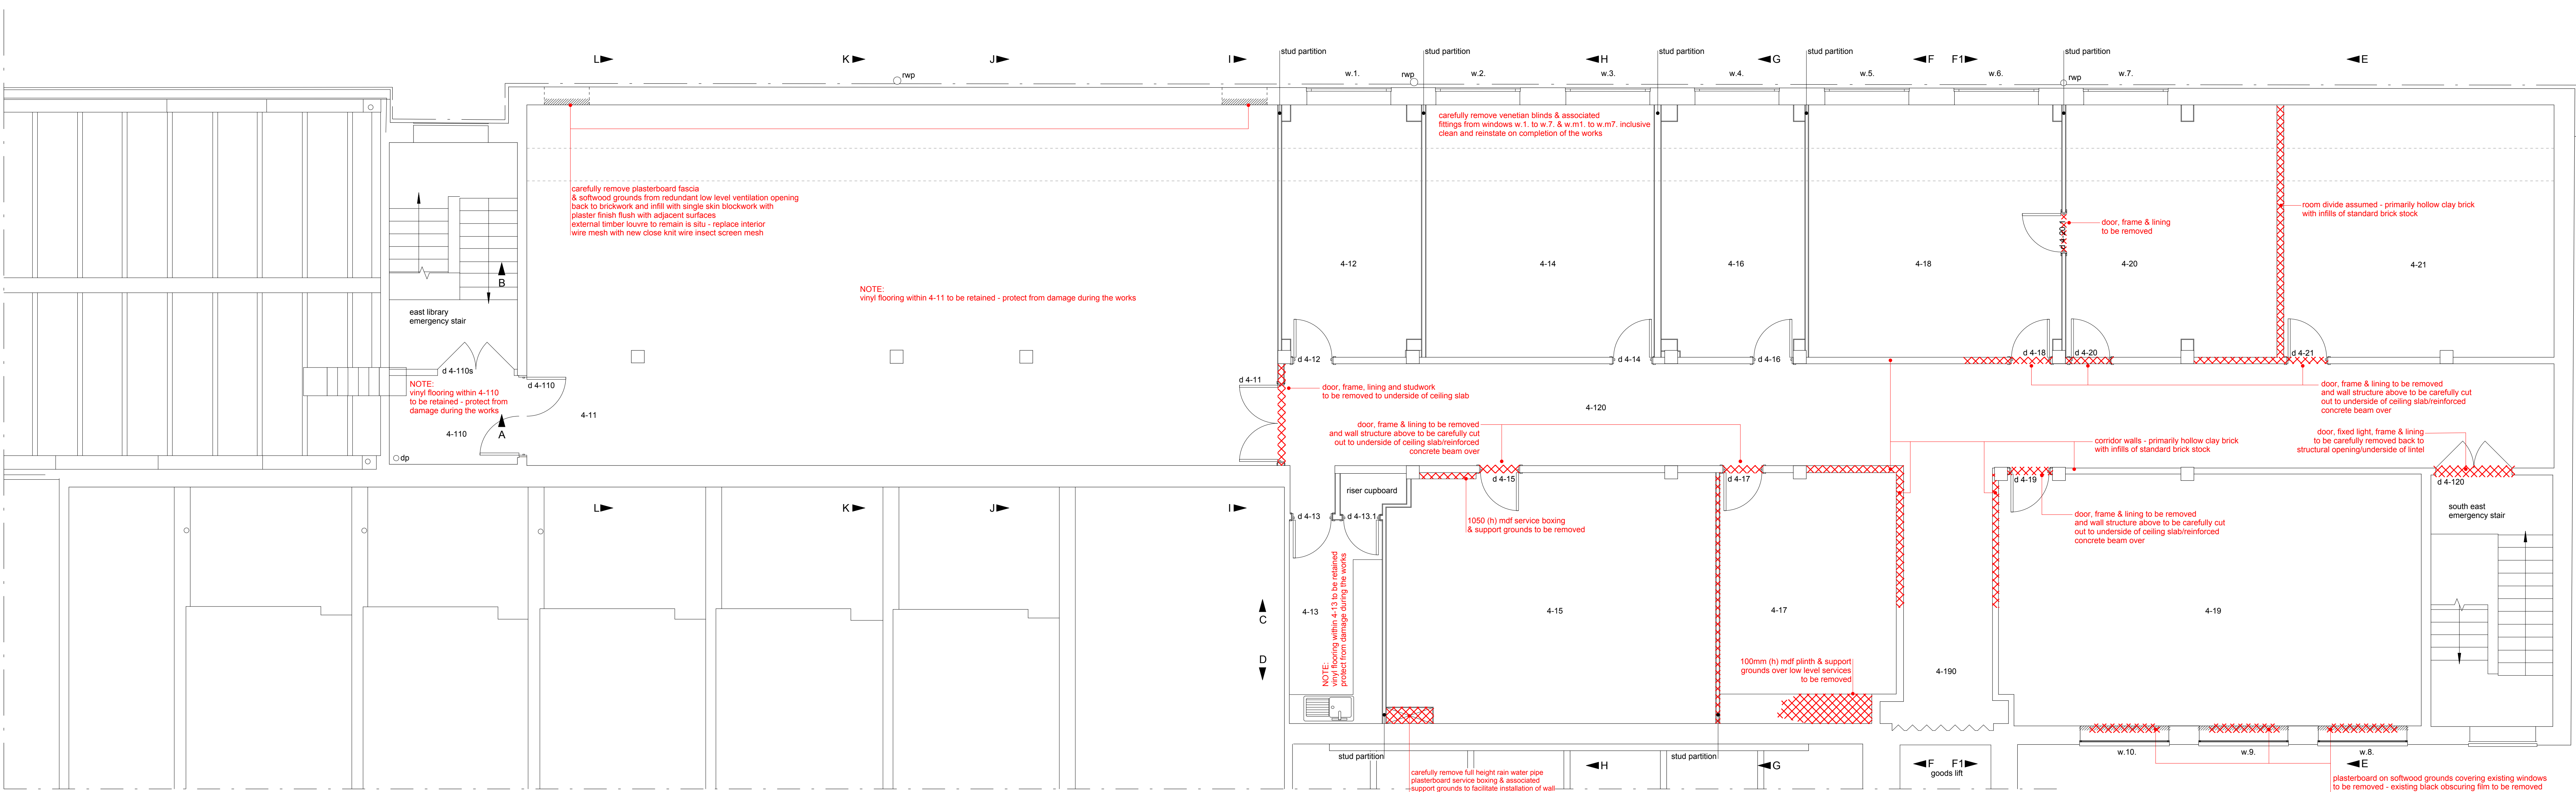 stud partition
stud partition
stud partition
stud partition
stud partition
L
K
J
I
H
G
F F1
E
rwp
w.1.
rwp
w.2.
w.3.
w.4.
w.5.
w.6.
rwp
w.7.
carefully remove venetian blinds & associated
fittings from windows w.1. to w.7. & w.m1. to w.m7. inclusive
clean and reinstate on completion of the works
carefully remove plasterboard fascia
& softwood grounds from redundant low level ventilation opening
back to brickwork and infill with single skin blockwork with
plaster finish flush with adjacent surfaces
external timber louvre to remain is situ - replace interior
wire mesh with new close knit wire insect screen mesh
room divide assumed - primarily hollow clay brick
with infills of standard brick stock
door, frame & lining
to be removed
d 4-20.1
4-12
4-14
4-16
4-18
4-20
4-21
B
NOTE:
vinyl flooring within 4-11 to be retained - protect from damage during the works
east library
emergency stair
d 4-12
d 4-14
d 4-16
d 4-18
d 4-20
d 4-21
d 4-110s
d 4-110
d 4-11
NOTE:
vinyl flooring within 4-110
to be retained - protect from
damage during the works
door, frame, lining and studwork
to be removed to underside of ceiling slab
door, frame & lining to be removed
and wall structure above to be carefully cut
out to underside of ceiling slab/reinforced
concrete beam over
4-11
4-120
4-110
A
dp
door, frame & lining to be removed
and wall structure above to be carefully cut
out to underside of ceiling slab/reinforced
concrete beam over
corridor walls - primarily hollow clay brick
with infills of standard brick stock
door, fixed light, frame & lining
to be carefully removed back to
structural opening/underside of lintel
riser cupboard
d 4-15
d 4-17
d 4-19
d 4-120
L
K
J
I
d 4-13
d 4-13.1
1050 (h) mdf service boxing
& support grounds to be removed
door, frame & lining to be removed
and wall structure above to be carefully cut
out to underside of ceiling slab/reinforced
concrete beam over
south east
emergency stair
NOTE:
vinyl flooring within 4-13 to be retained
protect from damage during the works
C
4-13
4-15
4-17
4-19
D
100mm (h) mdf plinth & support
grounds over low level services
to be removed
4-190
stud partition
stud partition
w.10.
w.9.
w.8.
H
G
F F1
goods lift
E
carefully remove full height rain water pipe
plasterboard service boxing & associated
support grounds to facilitate installation of wall
plasterboard on softwood grounds covering existing windows
to be removed - existing black obscuring film to be removed